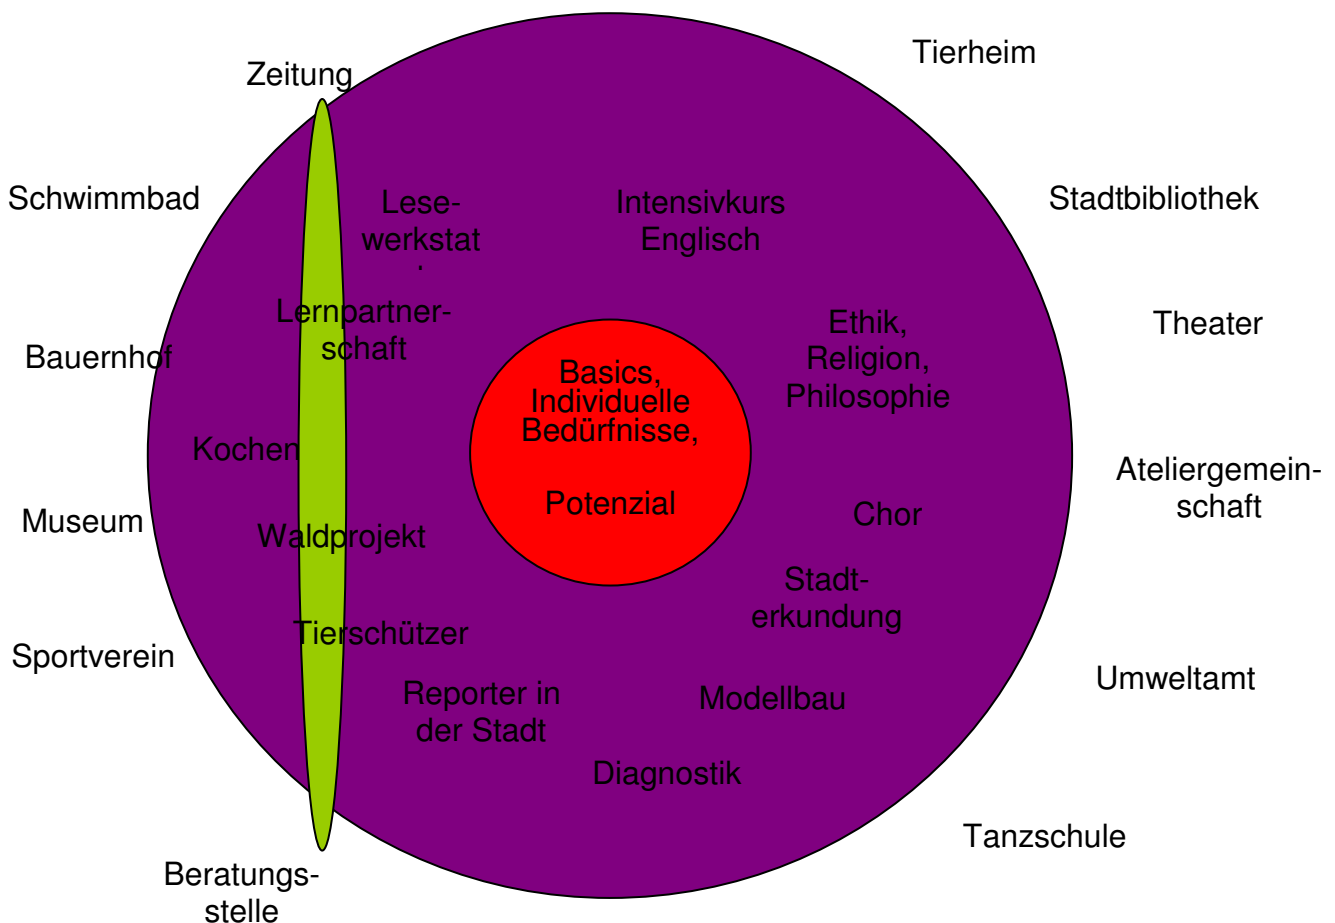 Tierheim
Zeitung
Schwimmbad
Lese-
werkstat
Intensivkurs
Englisch
Stadtbibliothek
Lernpartner-
schaft
Ethik,
Religion,
Philosophie
Theater
Bauernhof
Basics,
Individuelle
Bedürfnisse,
Potenzial
Kochen
Ateliergemein-
schaft
Museum
Waldprojekt
Chor
Stadt-
erkundung
Sportverein
Tierschützer
Reporter in
der Stadt
Modellbau
Umweltamt
Diagnostik
Tanzschule
Beratungs-
stelle